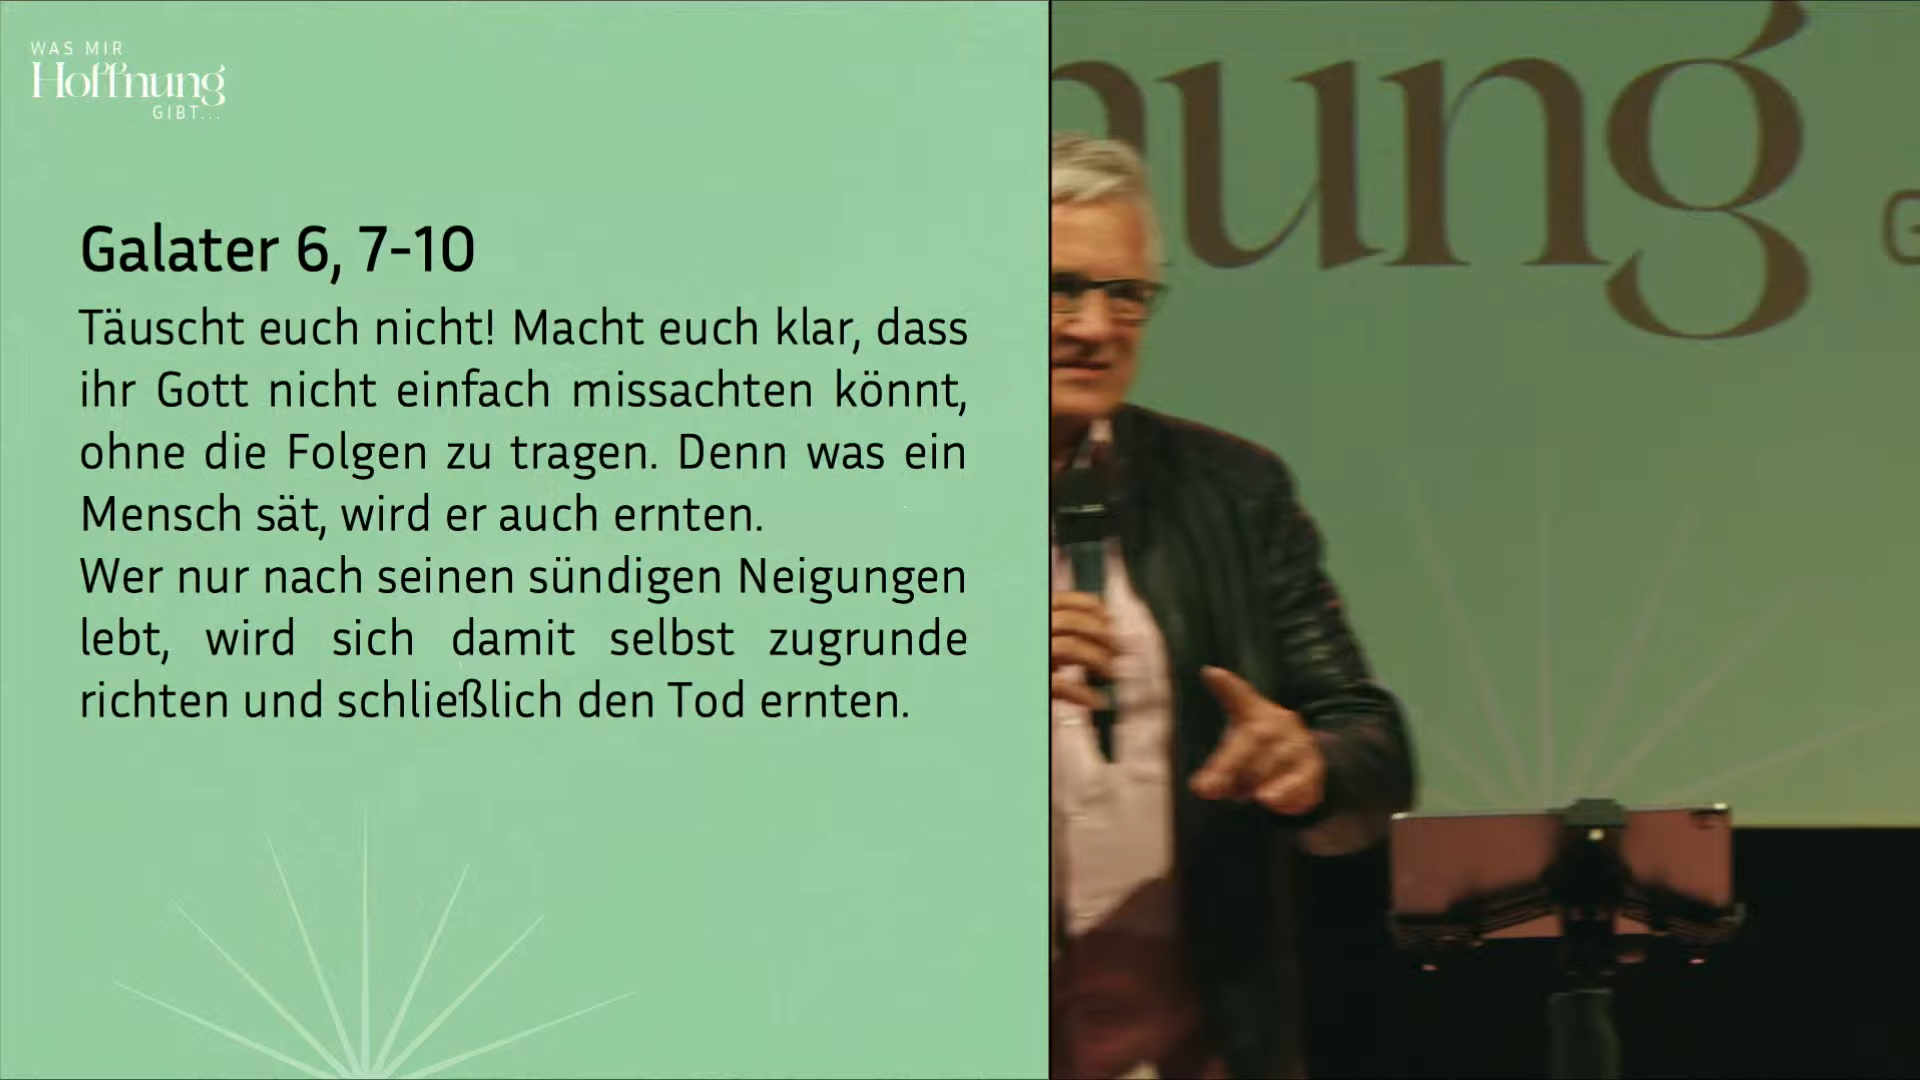 WAS MIR
Hoffnung
GIBT...
Galater 6, 7-10
Täuscht euch nicht! Macht euch klar, dass
ihr Gott nicht einfach missachten könnt,
ohne die Folgen zu tragen. Denn was ein
Mensch sät, wird er auch ernten.
Wer nur nach seinen sündigen Neigungen
lebt, wird sich damit selbst zugrunde
richten und schließlich den Tod ernten.
nung
G